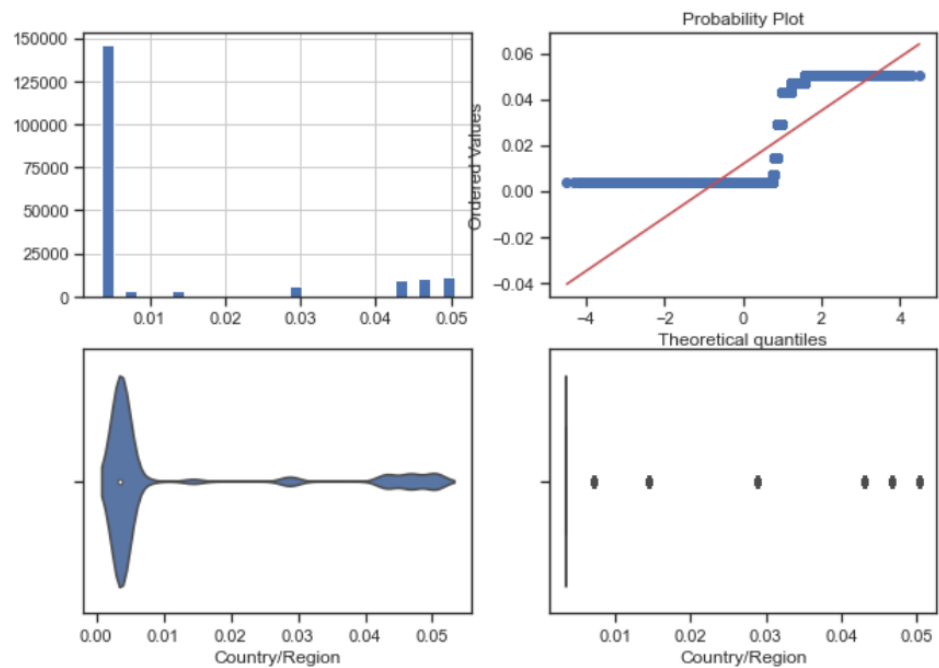 Probability Plot
150000
125000
100000
75000
50000
25000
0
0.01 0.02 0.03 0.04 0.05
Ordered Values
0.06
0.04
0.02
0.00
−0.02
−0.04
−4 −2 0 2 4
Theoretical quantiles
0.00 0.01 0.02 0.03 0.04 0.05
Country/Region
0.01 0.02 0.03 0.04 0.05
Country/Region